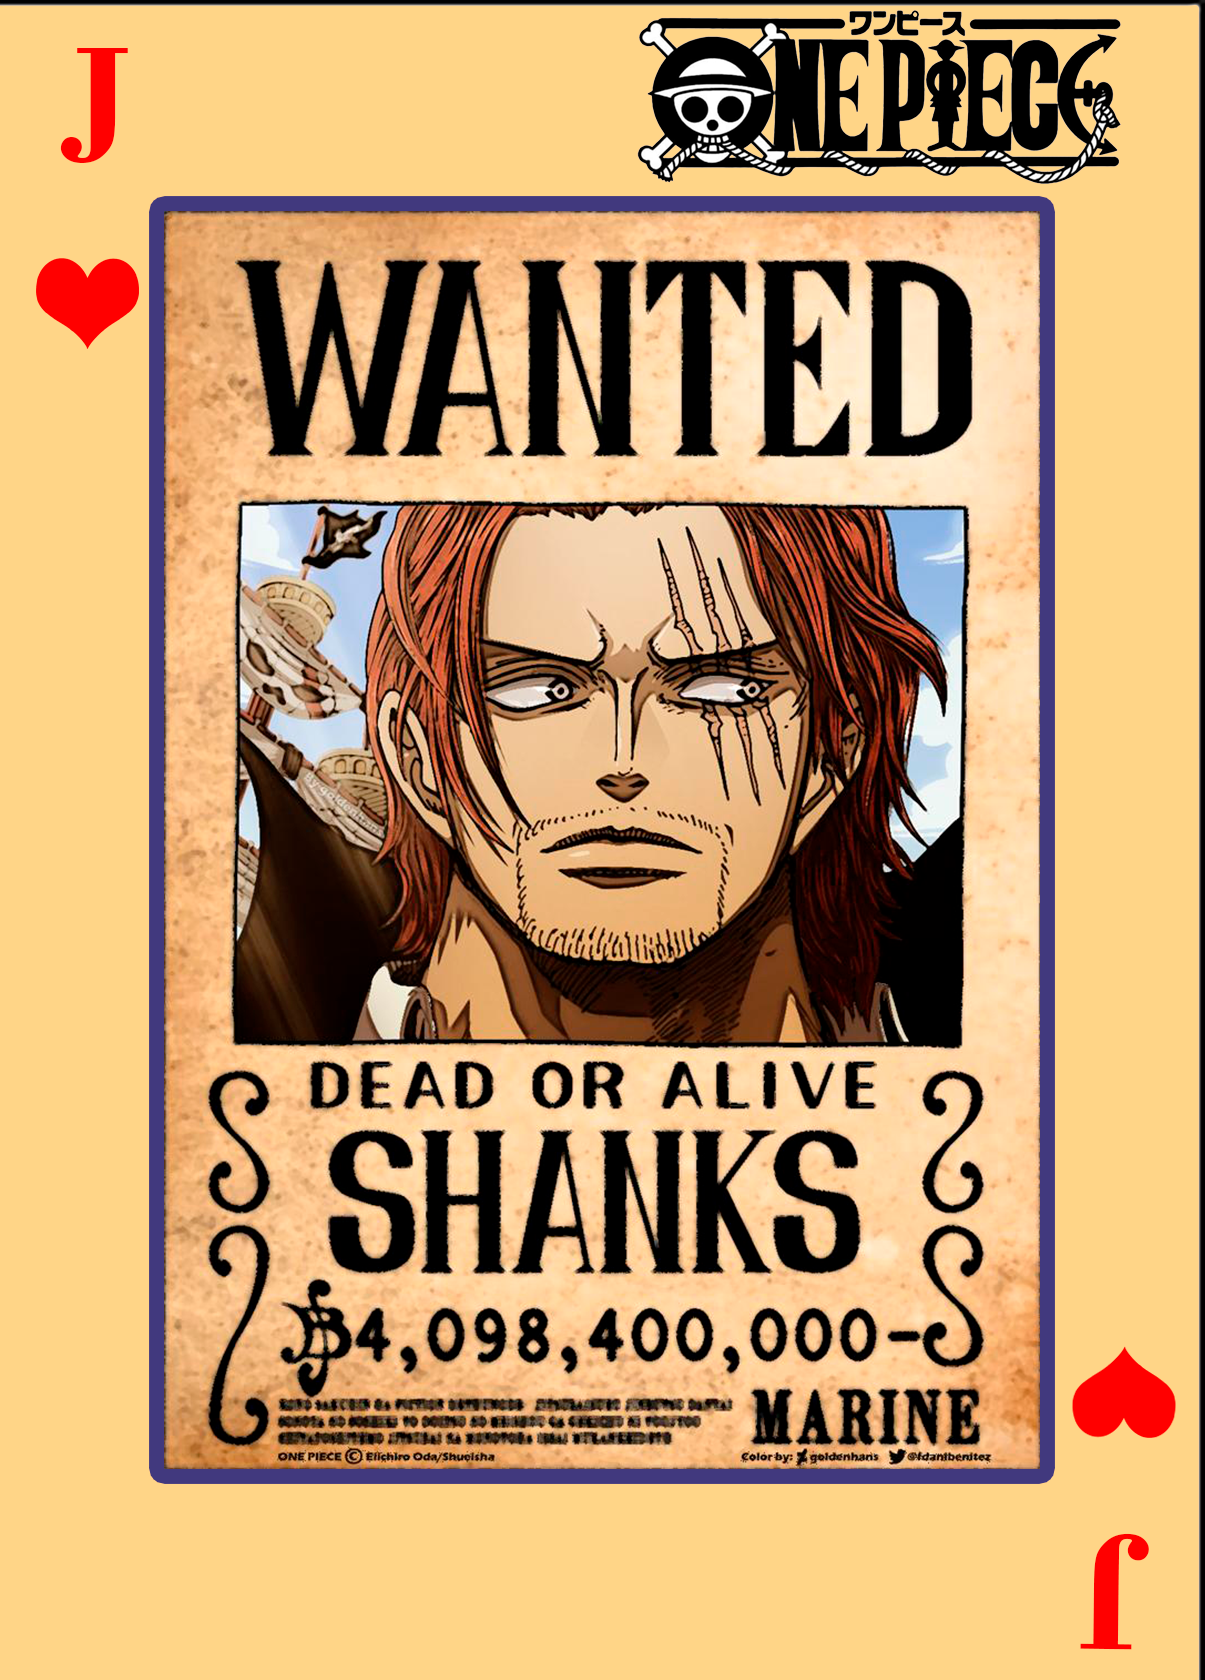 J
ワンピース
ONE PIECE
WANTED
DEAD OR ALIVE
SHANKS
฿4,098,400,000-
MARINE
ONE PIECE © Eiichiro Oda/Shueisha
Color by: goldenhans @fdanibenitez
J